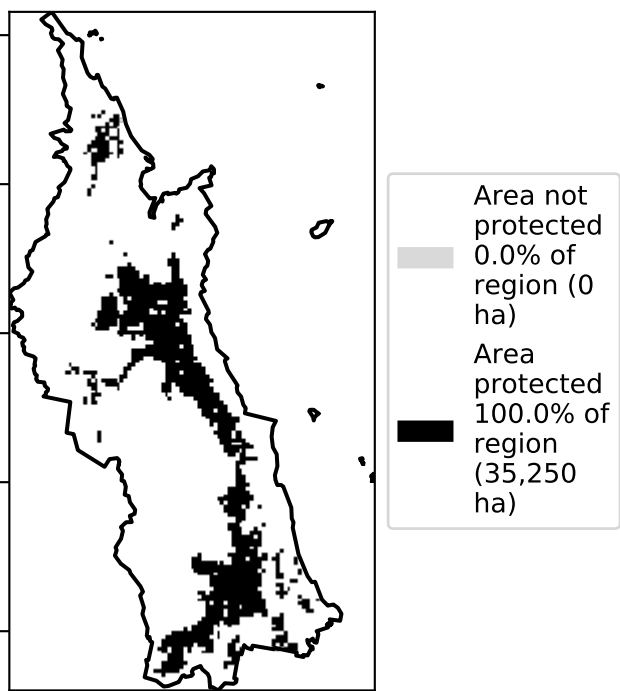 Area not
protected
0.0% of
region (0
ha)
Area
protected
100.0% of
region
(35,250
ha)